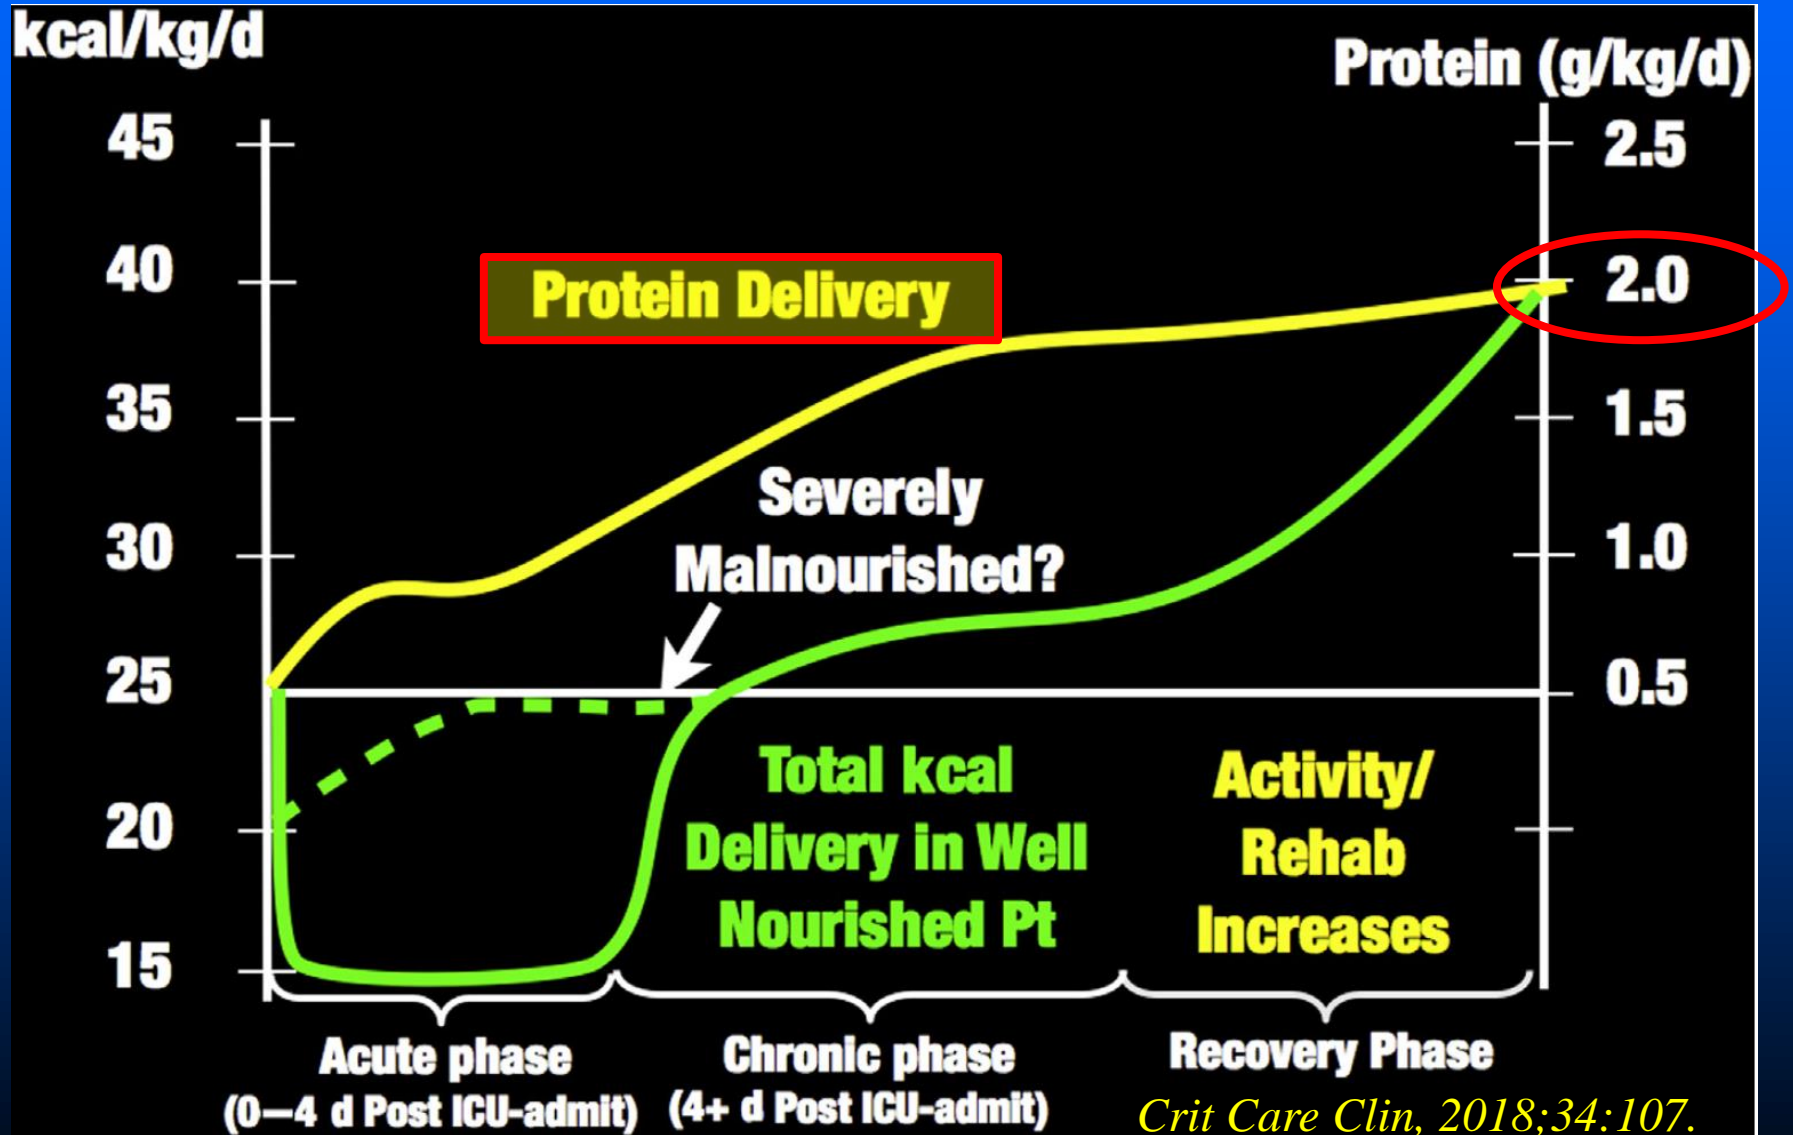 kcal/kg/d
Protein (g/kg/d)
45
40
35
30
25
20
15
2.5
2.0
1.5
1.0
0.5
Protein Delivery
Severely
Malnourished?
Total kcal
Delivery in Well
Nourished Pt
Activity/
Rehab
Increases
Acute phase
(0–4 d Post ICU-admit)
Chronic phase
(4+ d Post ICU-admit)
Recovery Phase
Crit Care Clin, 2018;34:107.